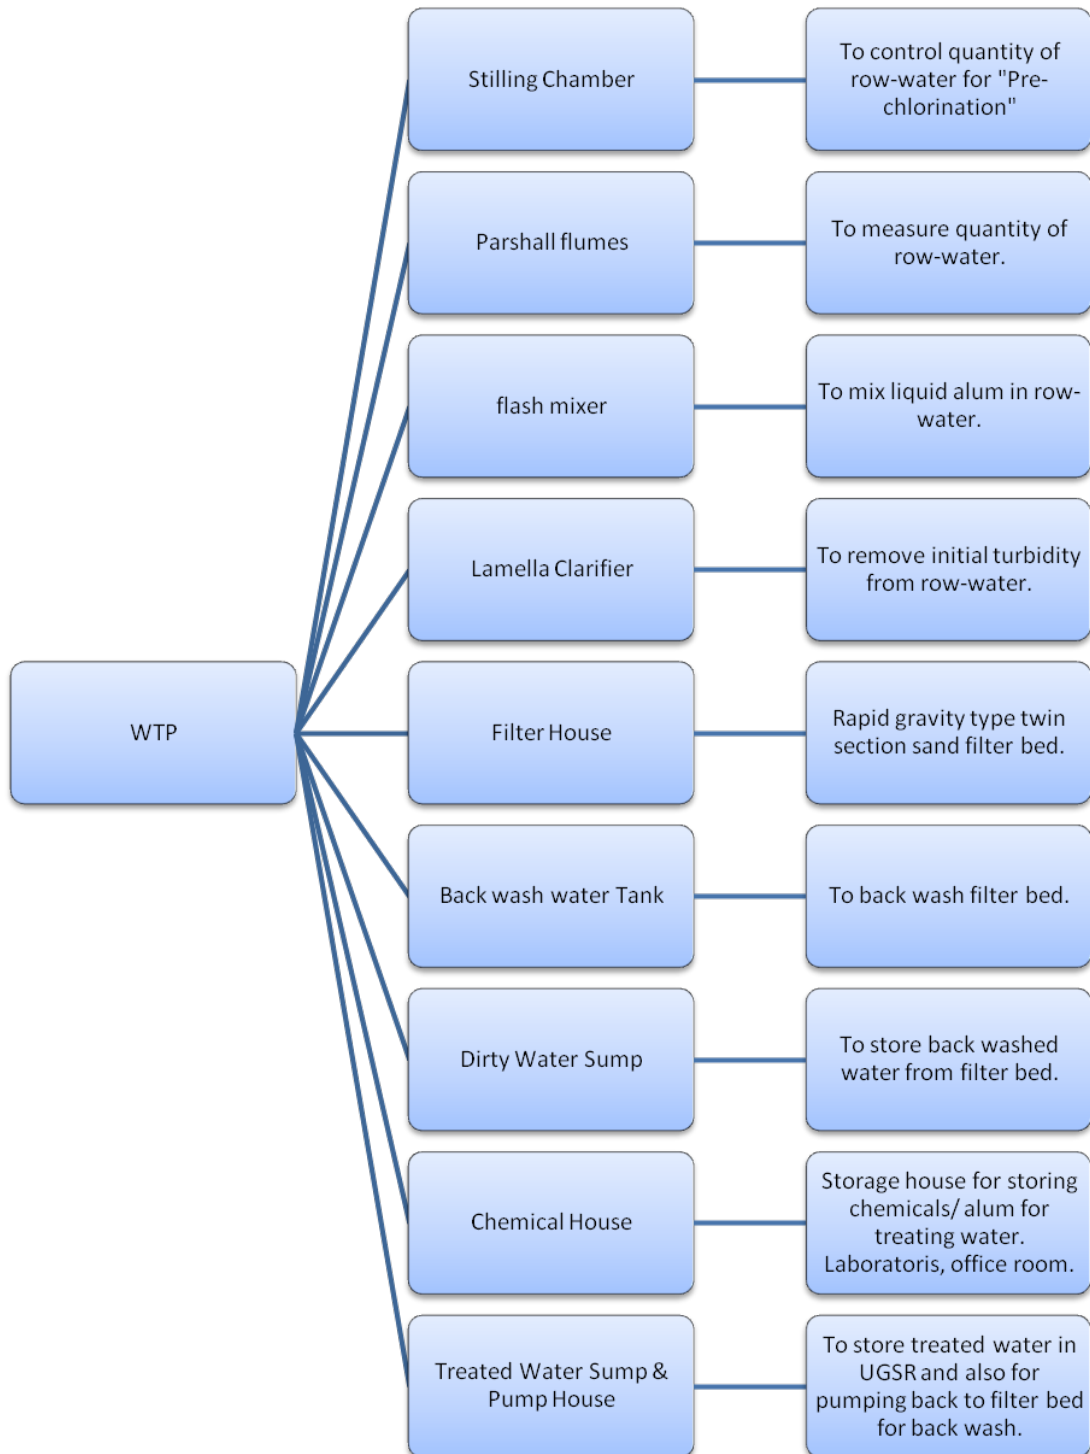 Stilling Chamber
To control quantity of
row-water for "Pre-
chlorination"
Parshall flumes
To measure quantity of
row-water.
flash mixer
To mix liquid alum in row-
water.
Lamella Clarifier
To remove initial turbidity
from row-water.
WTP
Filter House
Rapid gravity type twin
section sand filter bed.
Back wash water Tank
To back wash filter bed.
Dirty Water Sump
To store back washed
water from filter bed.
Chemical House
Storage house for storing
chemicals/ alum for
treating water.
Laboratoris, office room.
Treated Water Sump &
Pump House
To store treated water in
UGSR and also for
pumping back to filter bed
for back wash.